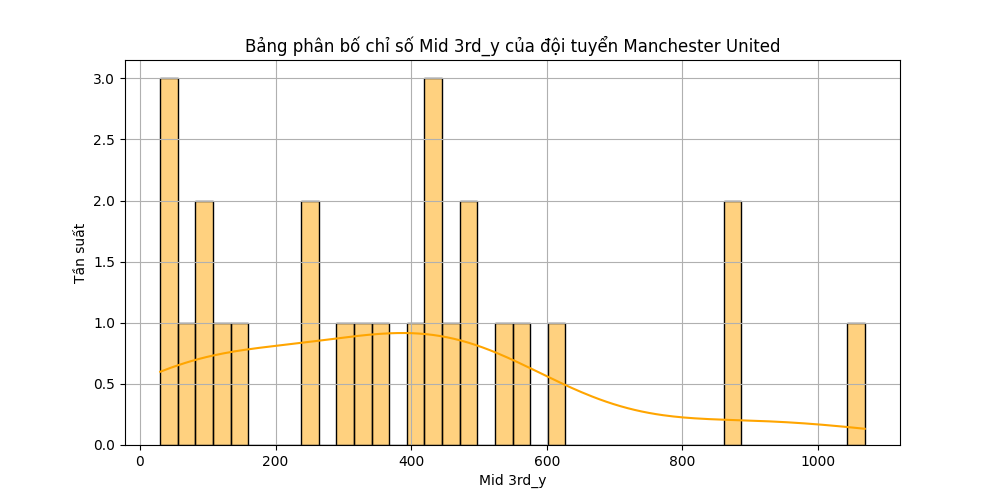 Bảng phân bố chỉ số Mid 3rd_y của đội tuyển Manchester United
3.0
2.5
2.0
1.5
1.0
0.5
0.0
Tần suất
0 200 400 600 800 1000
Mid 3rd_y